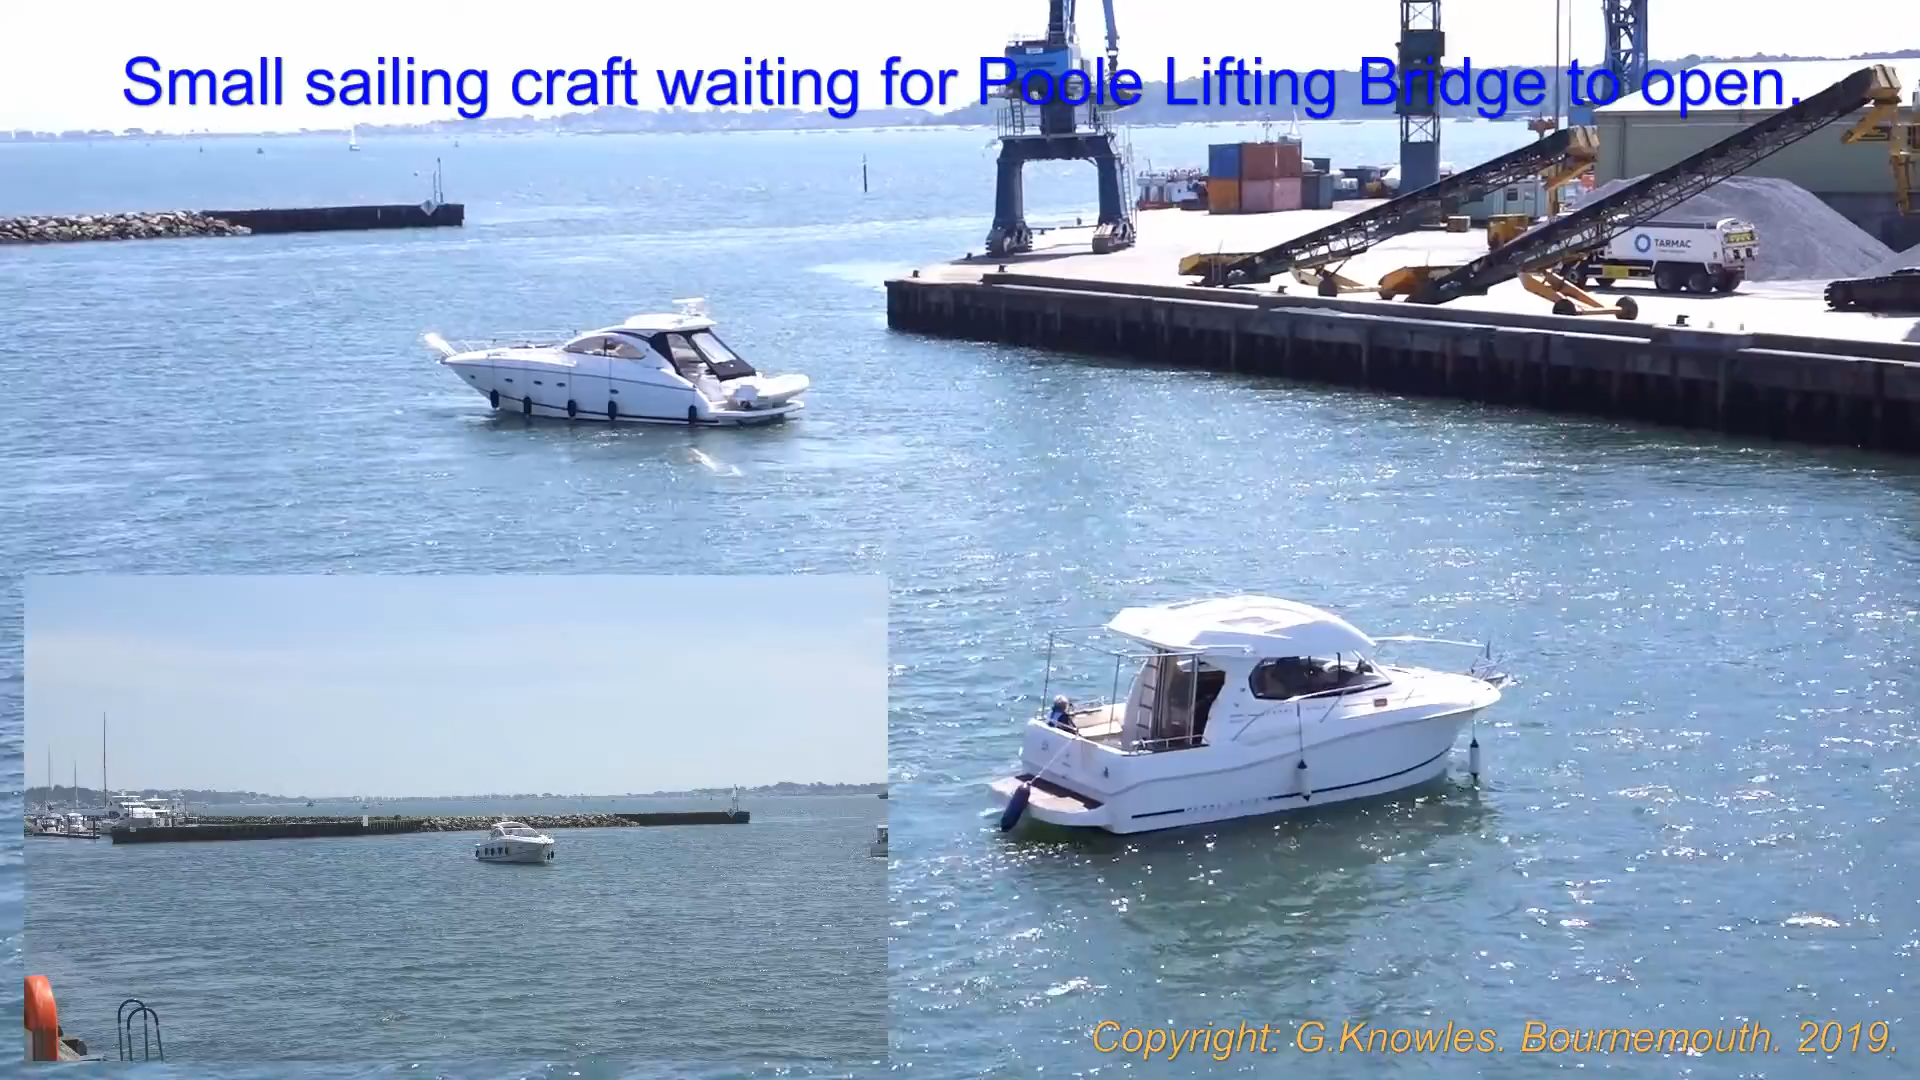 Small sailing craft waiting for Poole Lifting Bridge to open.
TARMAC
Copyright: G.Knowles. Bournemouth. 2019.